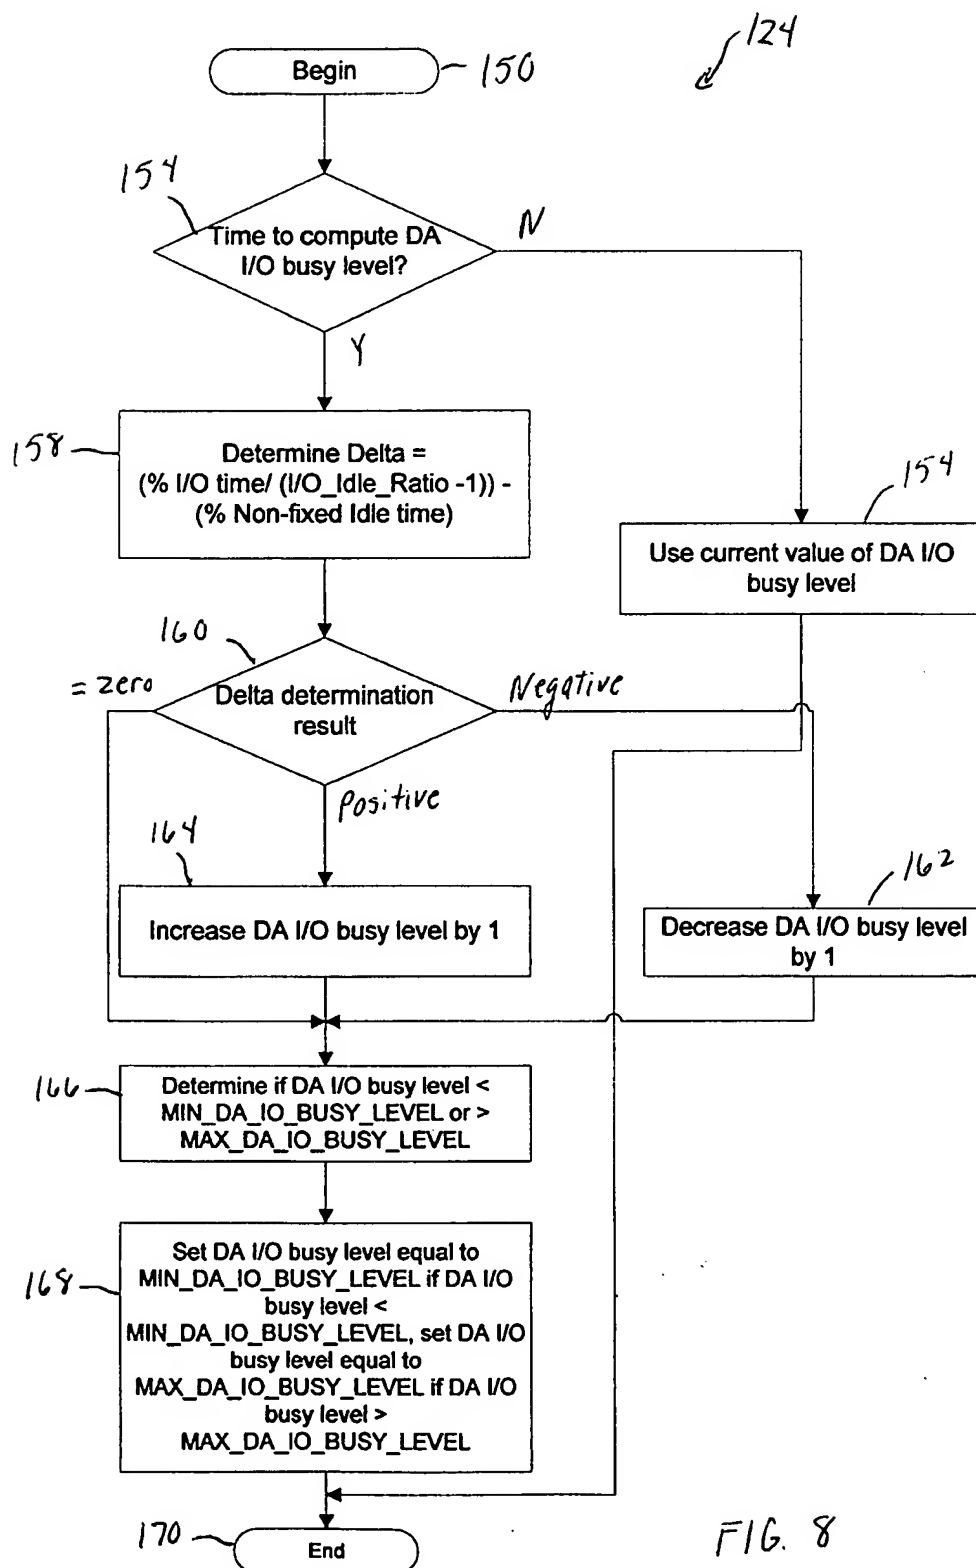 124
Begin
150
154
Time to compute DA
I/O busy level?
N
Y
158
Determine Delta =
(% I/O time/ (I/O_Idle_Ratio -1)) -
(% Non-fixed Idle time)
154
Use current value of DA I/O
busy level
160
= zero
Delta determination
result
Negative
Positive
164
Increase DA I/O busy level by 1
162
Decrease DA I/O busy level
by 1
166
Determine if DA I/O busy level <
MIN_DA_IO_BUSY_LEVEL or >
MAX_DA_IO_BUSY_LEVEL
168
Set DA I/O busy level equal to
MIN_DA_IO_BUSY_LEVEL if DA I/O
busy level <
MIN_DA_IO_BUSY_LEVEL, set DA I/O
busy level equal to
MAX_DA_IO_BUSY_LEVEL if DA I/O
busy level >
MAX_DA_IO_BUSY_LEVEL
170
End
FIG. 8